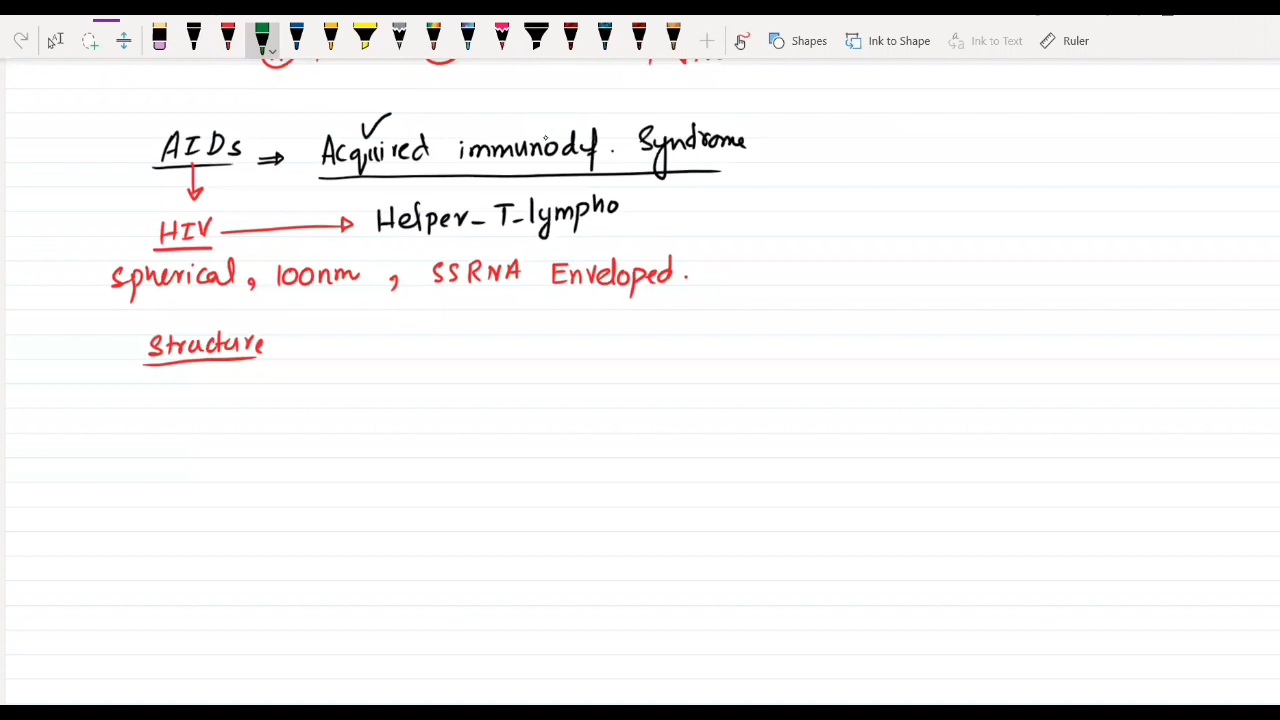 Shapes Ink to Shape Ink to Text Ruler
AIDs ⇒ Acquired immunodef. Syndrome
HIV → Helper-T-lympho
spherical, 100nm, SSRNA Enveloped.
Structure